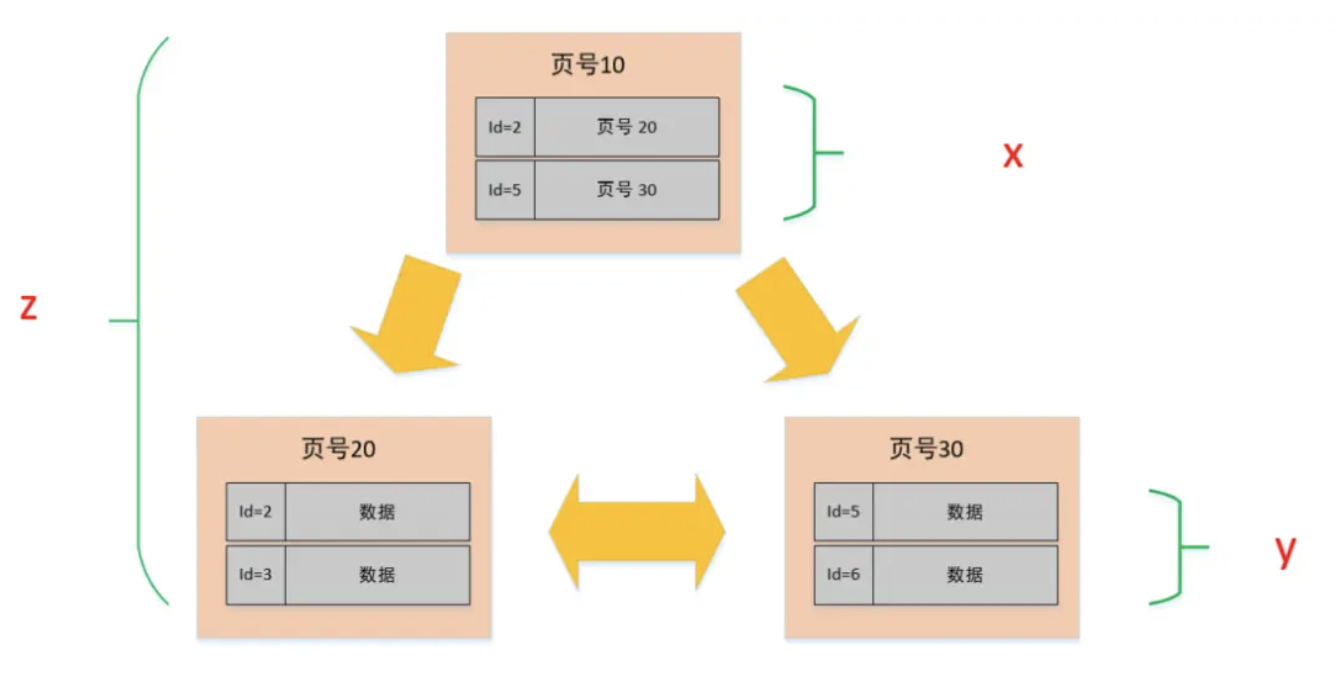 页号10
Id=2 页号 20
x
Id=5 页号 30
z
页号20
页号30
Id=2 数据
Id=5 数据
y
Id=3 数据
Id=6 数据